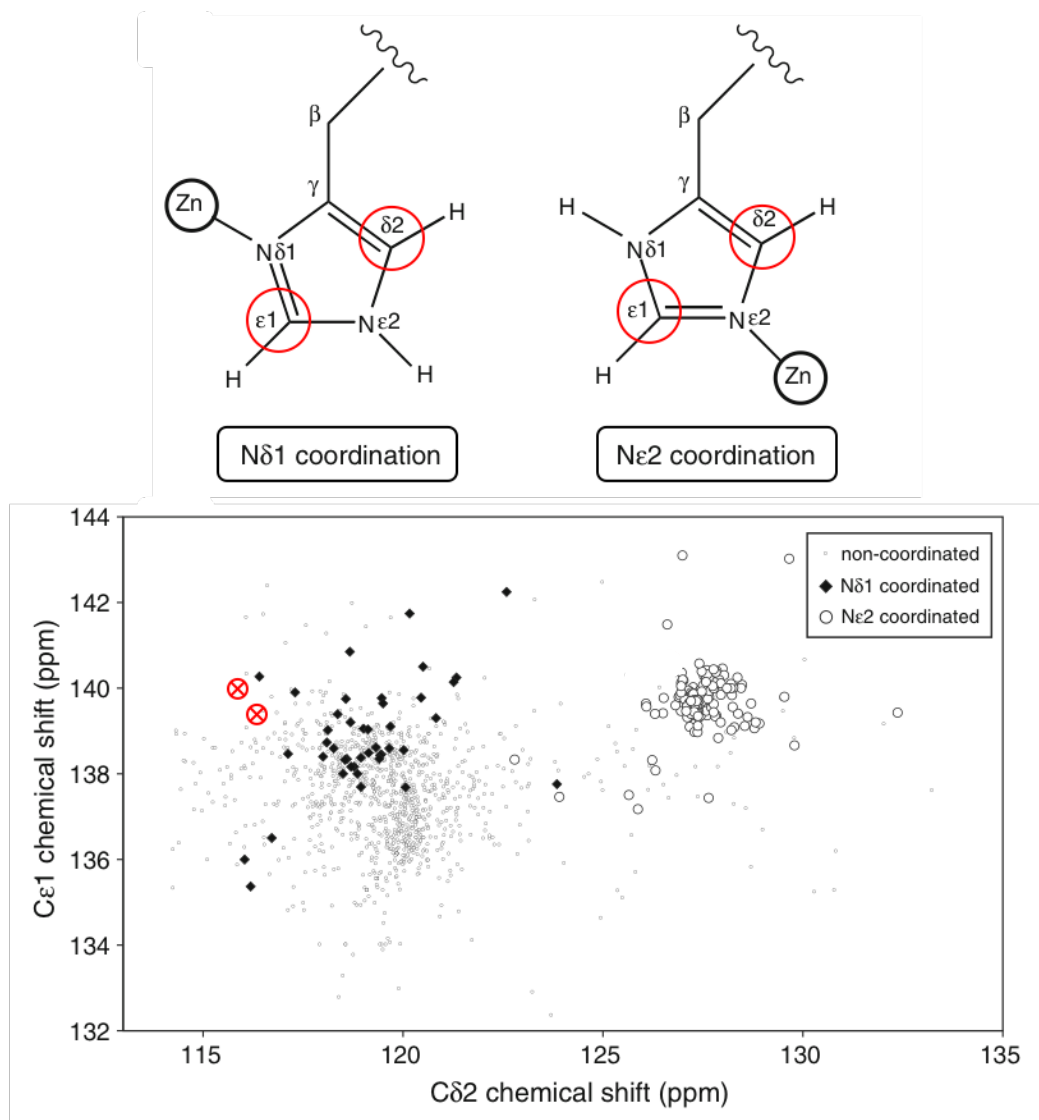 β
γ
δ2
H
Zn
Nδ1
ε1
Nε2
H
H
Nδ1 coordination
β
γ
δ2
H
H
Nδ1
ε1
Nε2
H
Zn
Nε2 coordination
144
142
140
138
136
134
132
Cε1 chemical shift (ppm)
non-coordinated
Nδ1 coordinated
Nε2 coordinated
115
120
125
130
135
Cδ2 chemical shift (ppm)